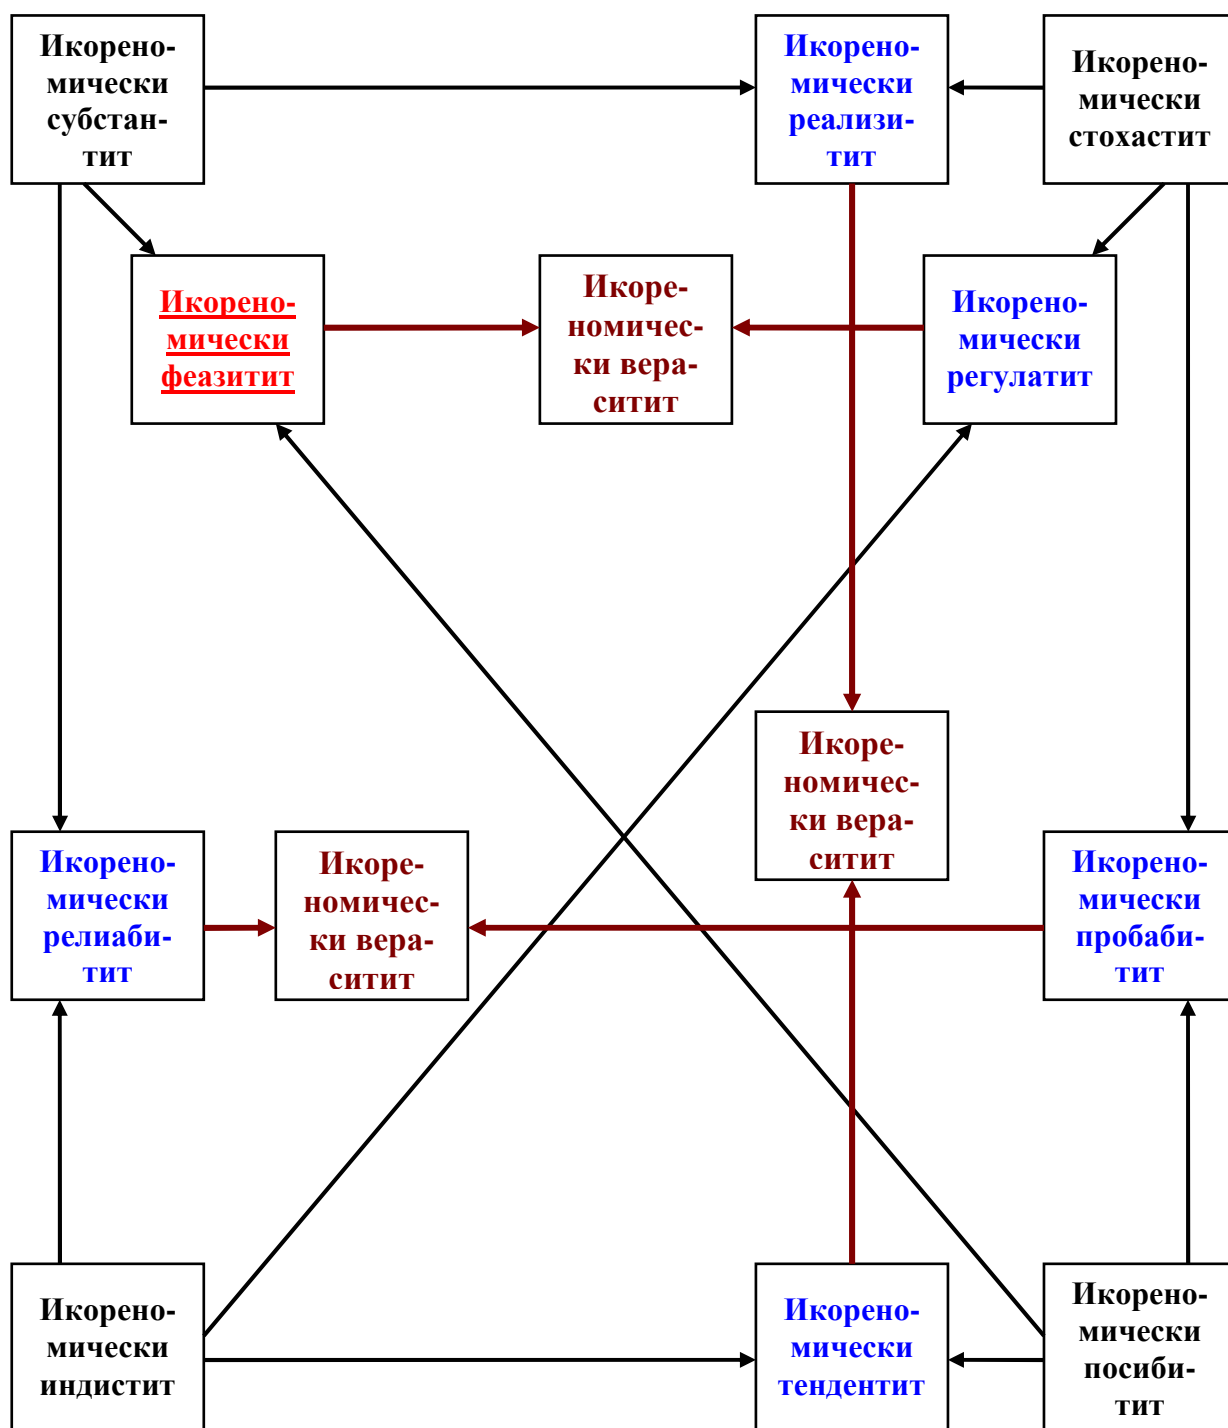 Икорено-
мически
субстан-
тит
Икорено-
мически
реализи-
тит
Икорено-
мически
стохастит
Икорено-
мически
феазитит
Икоре-
номичес-
ки вера-
ситит
Икорено-
мически
регулатит
Икоре-
номичес-
ки вера-
ситит
Икорено-
мически
релиаби-
тит
Икоре-
номичес-
ки вера-
ситит
Икорено-
мически
пробаби-
тит
Икорено-
мически
индистит
Икорено-
мически
тендентит
Икорено-
мически
посиби-
тит